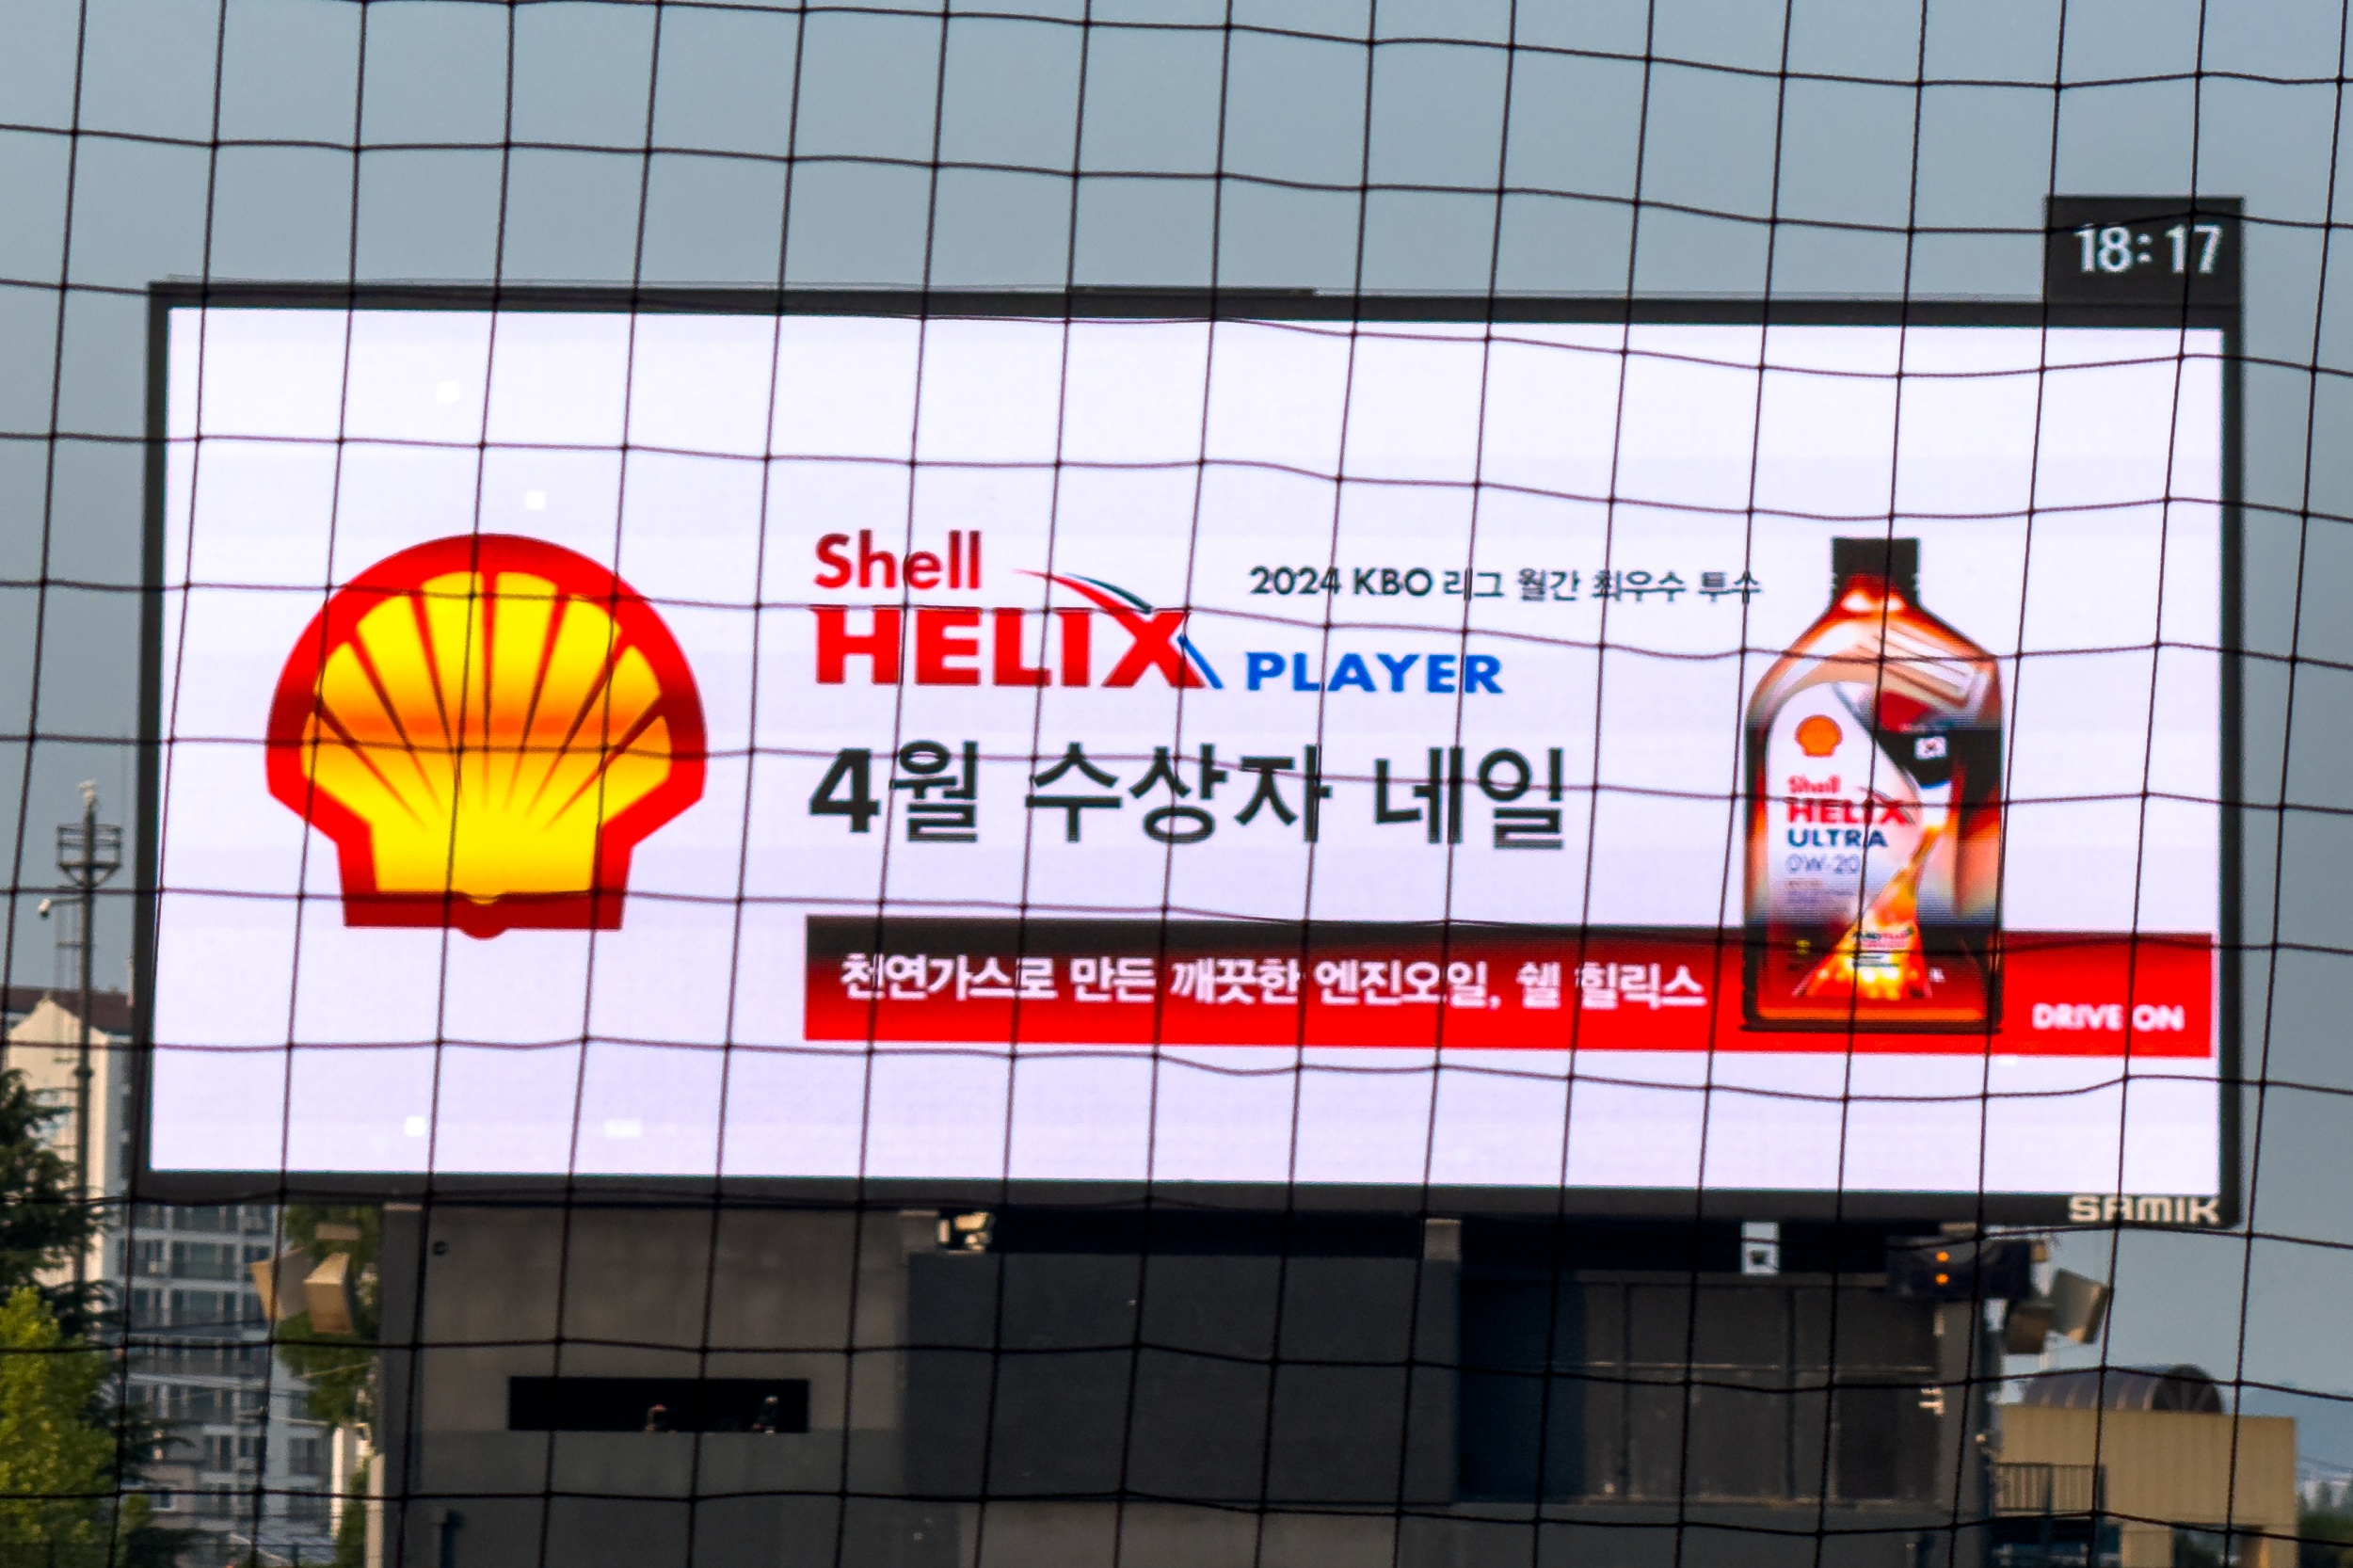 18:17
Shell
HELIX PLAYER
2024 KBO 리그 월간 최우수 투수
4월 수상자 네일
천연가스로 만든 깨끗한 엔진오일, 쉘 힐릭스
Shell
HELIX
ULTRA
0W-20
DRIVE ON
SAMIK